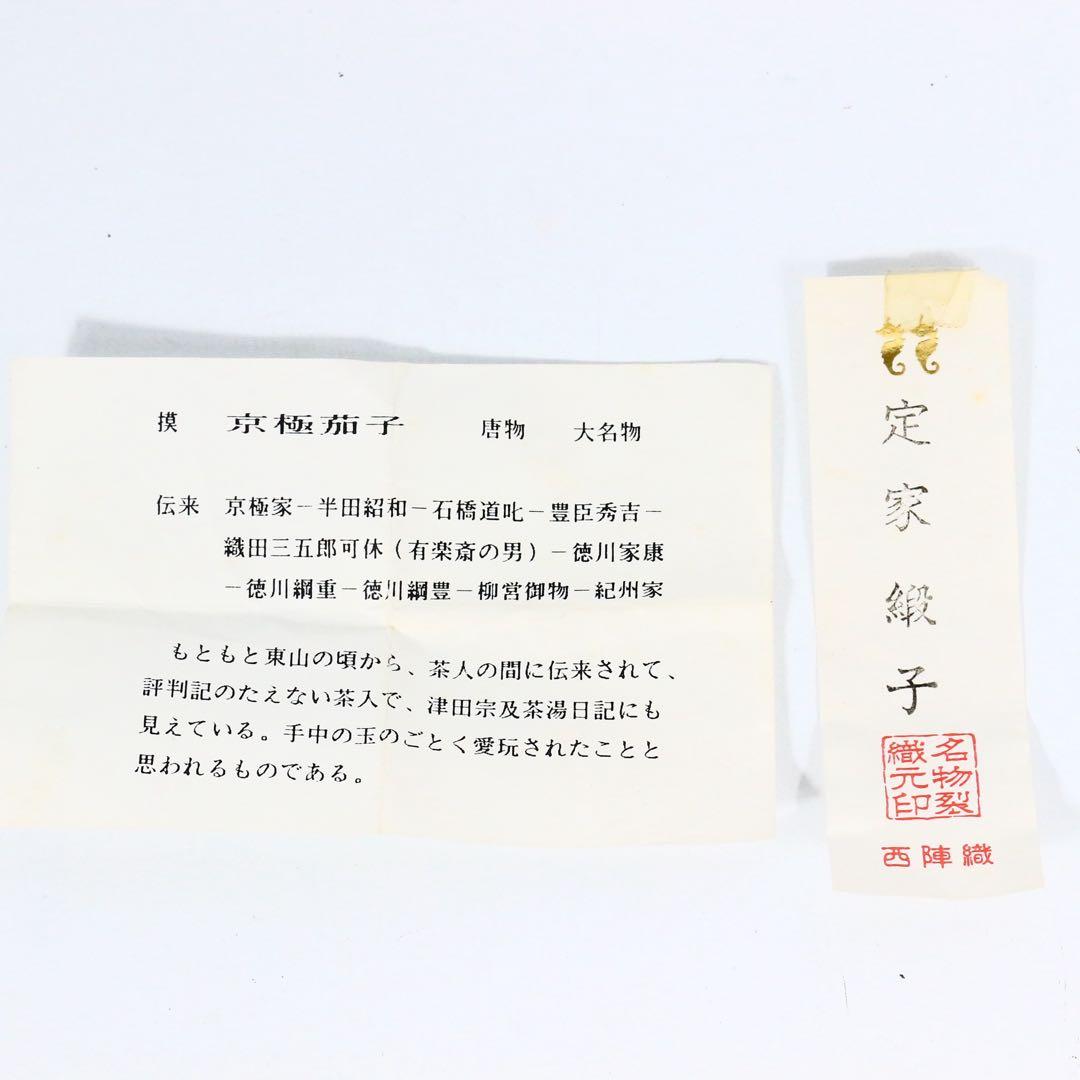 摸 京極茄子 唐物 大名物
伝来 京極家－半田紹和－石橋道叱－豊臣秀吉－
織田三五郎可休（有楽斎の男）－徳川家康
－徳川綱重－徳川綱豊－柳営御物－紀州家
もともと東山の頃から、茶人の間に伝来されて、
評判記のたえない茶入で、津田宗及茶湯日記にも
見えている。手中の玉のごとく愛玩されたことと
思われるものである。
定家緞子
名物裂
織元印
西陣織